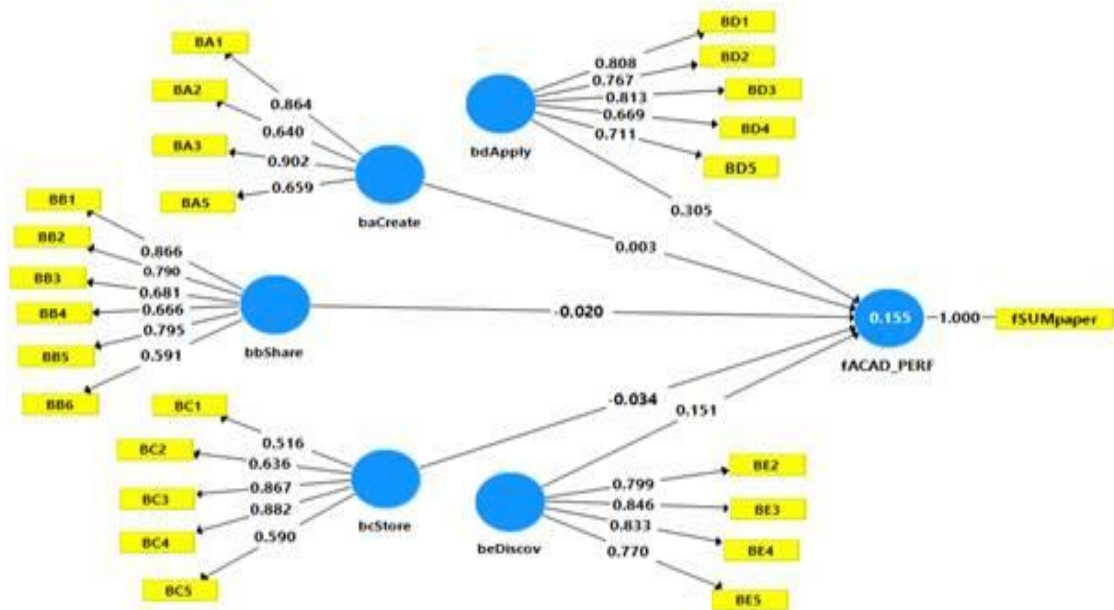 BA1
BA2
BA3
BA5
0.864
0.640
0.902
0.659
baCreate
BD1
BD2
BD3
BD4
BD5
0.808
0.767
0.813
0.669
0.711
bdApply
BB1
BB2
BB3
BB4
BB5
BB6
0.866
0.790
0.681
0.666
0.795
0.591
bbShare
0.305
0.003
-0.020
-0.034
0.151
0.155
fACAD_PERF
1.000
fSUMpaper
BC1
BC2
BC3
BC4
BC5
0.516
0.636
0.867
0.882
0.590
bcStore
beDiscov
0.799
0.846
0.833
0.770
BE2
BE3
BE4
BE5